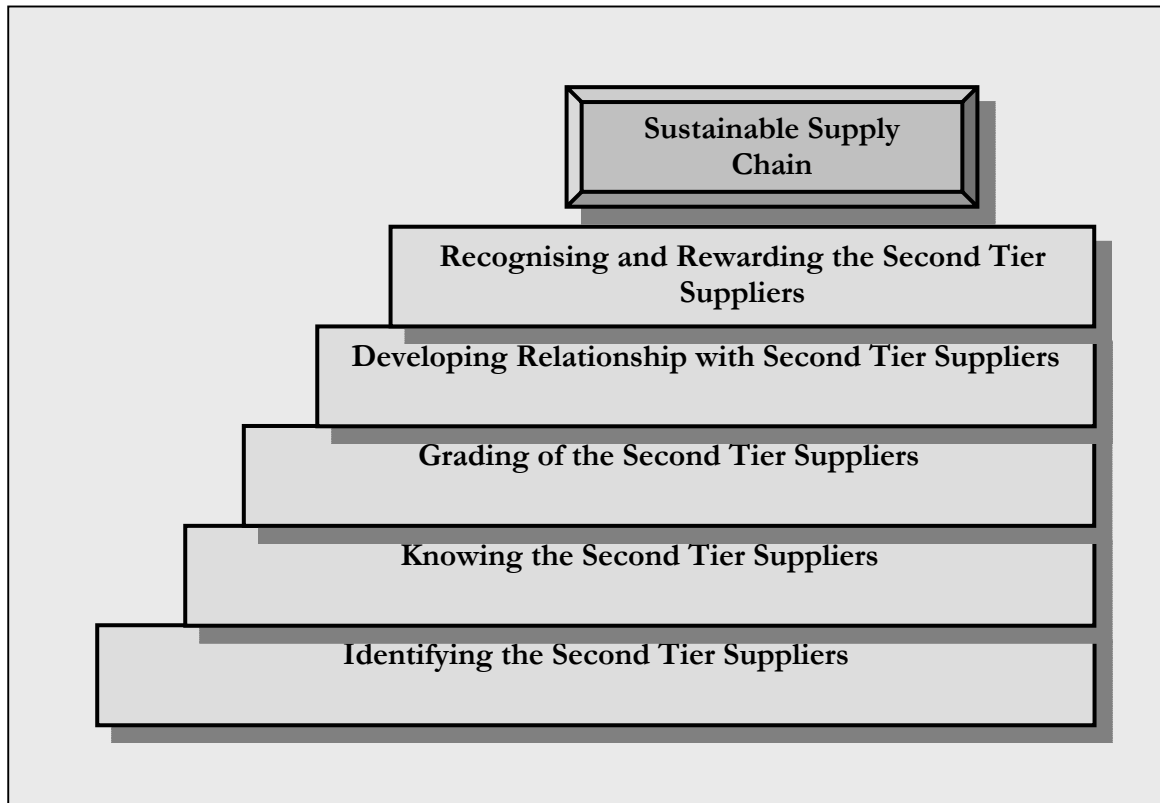 Sustainable Supply
Chain
Recognising and Rewarding the Second Tier
Suppliers
Developing Relationship with Second Tier Suppliers
Grading of the Second Tier Suppliers
Knowing the Second Tier Suppliers
Identifying the Second Tier Suppliers